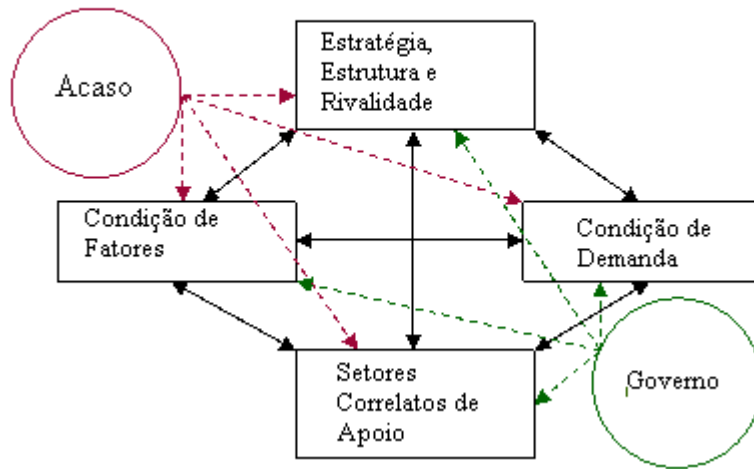 Estratégia,
Estrutura e
Rivalidade
Acaso
Condição de
Fatores
Condição de
Demanda
Setores
Correlatos de
Apoio
Governo